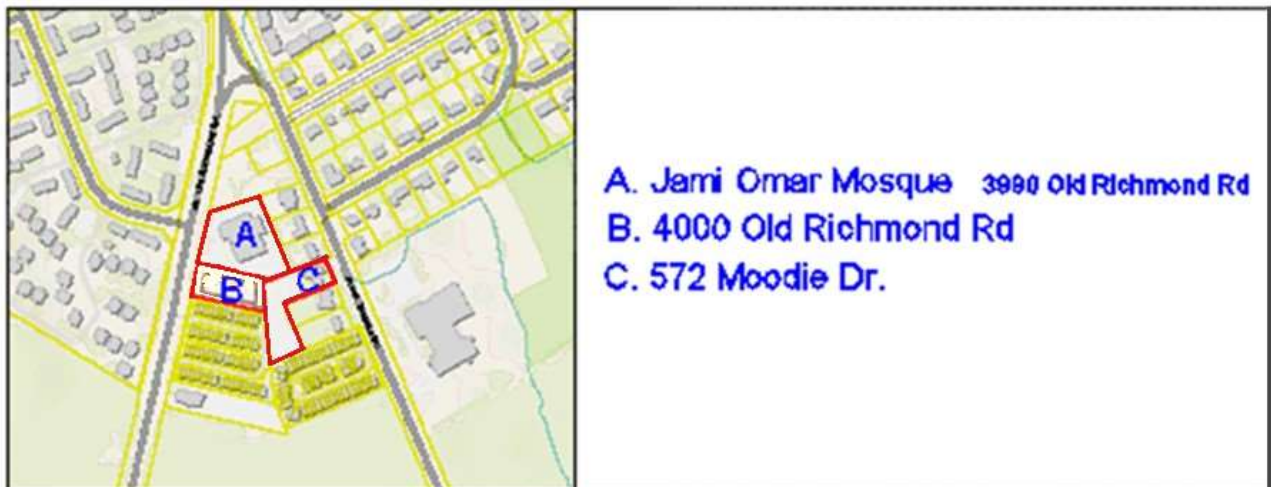 A
B
C
A. Jami Omar Mosque 3990 Old Richmond Rd
B. 4000 Old Richmond Rd
C. 572 Moodie Dr.